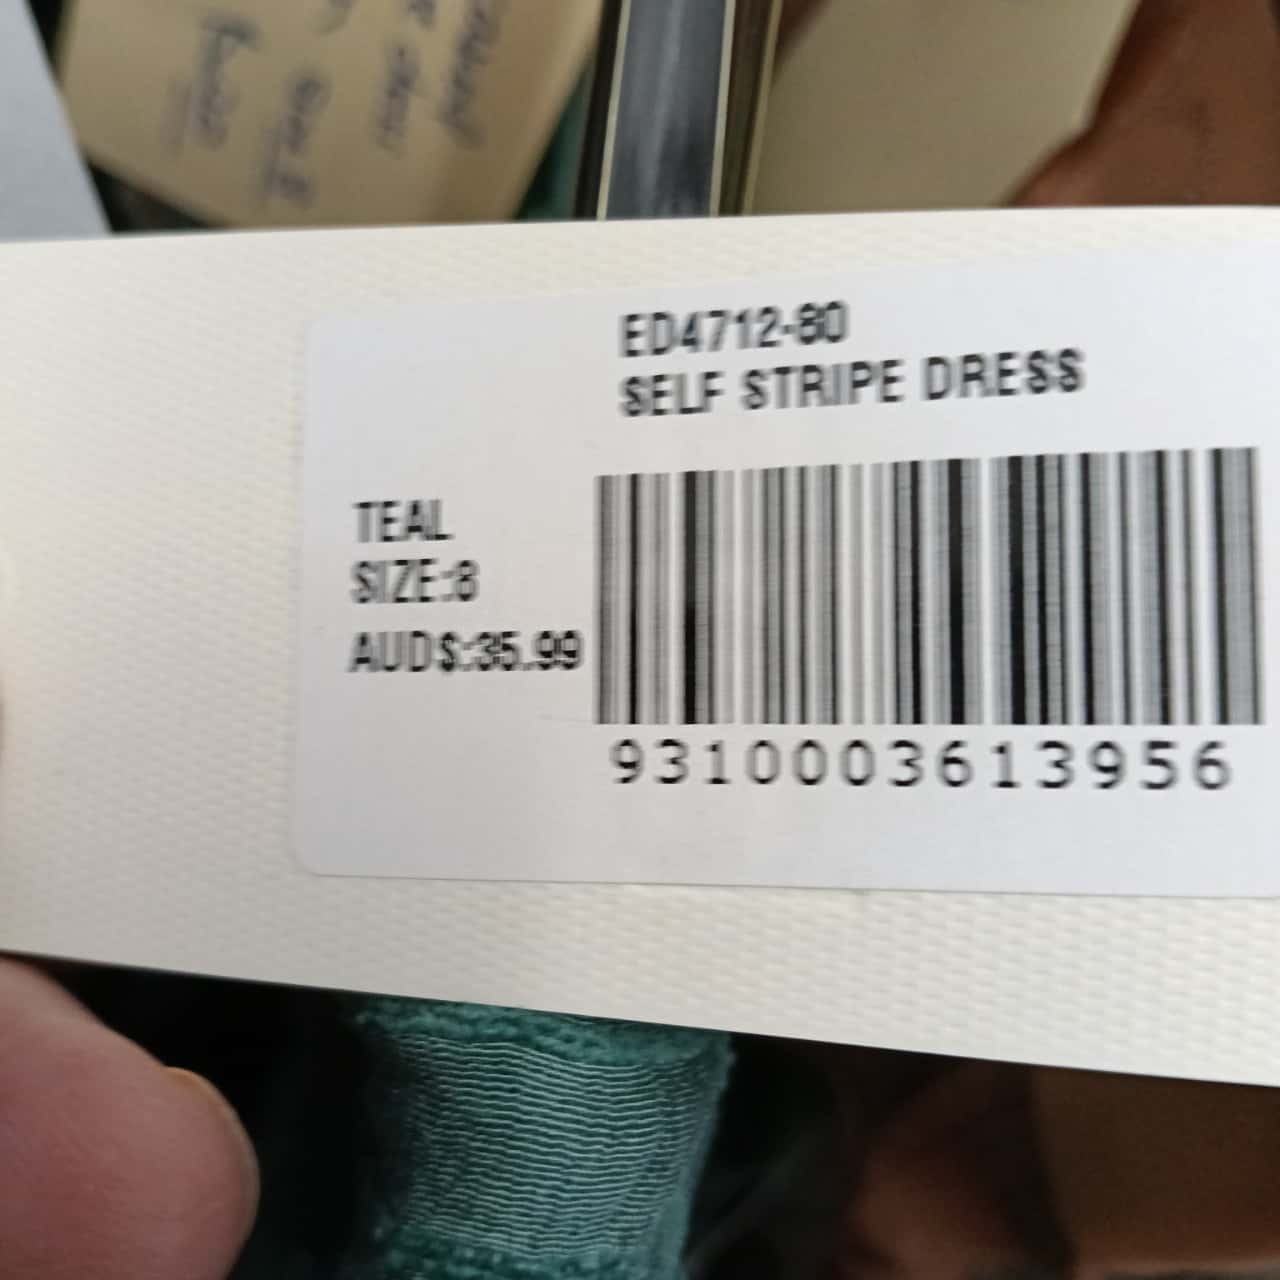 ED4712-80
SELF STRIPE DRESS
TEAL
SIZE:8
AUD$:35.99
9310003613956